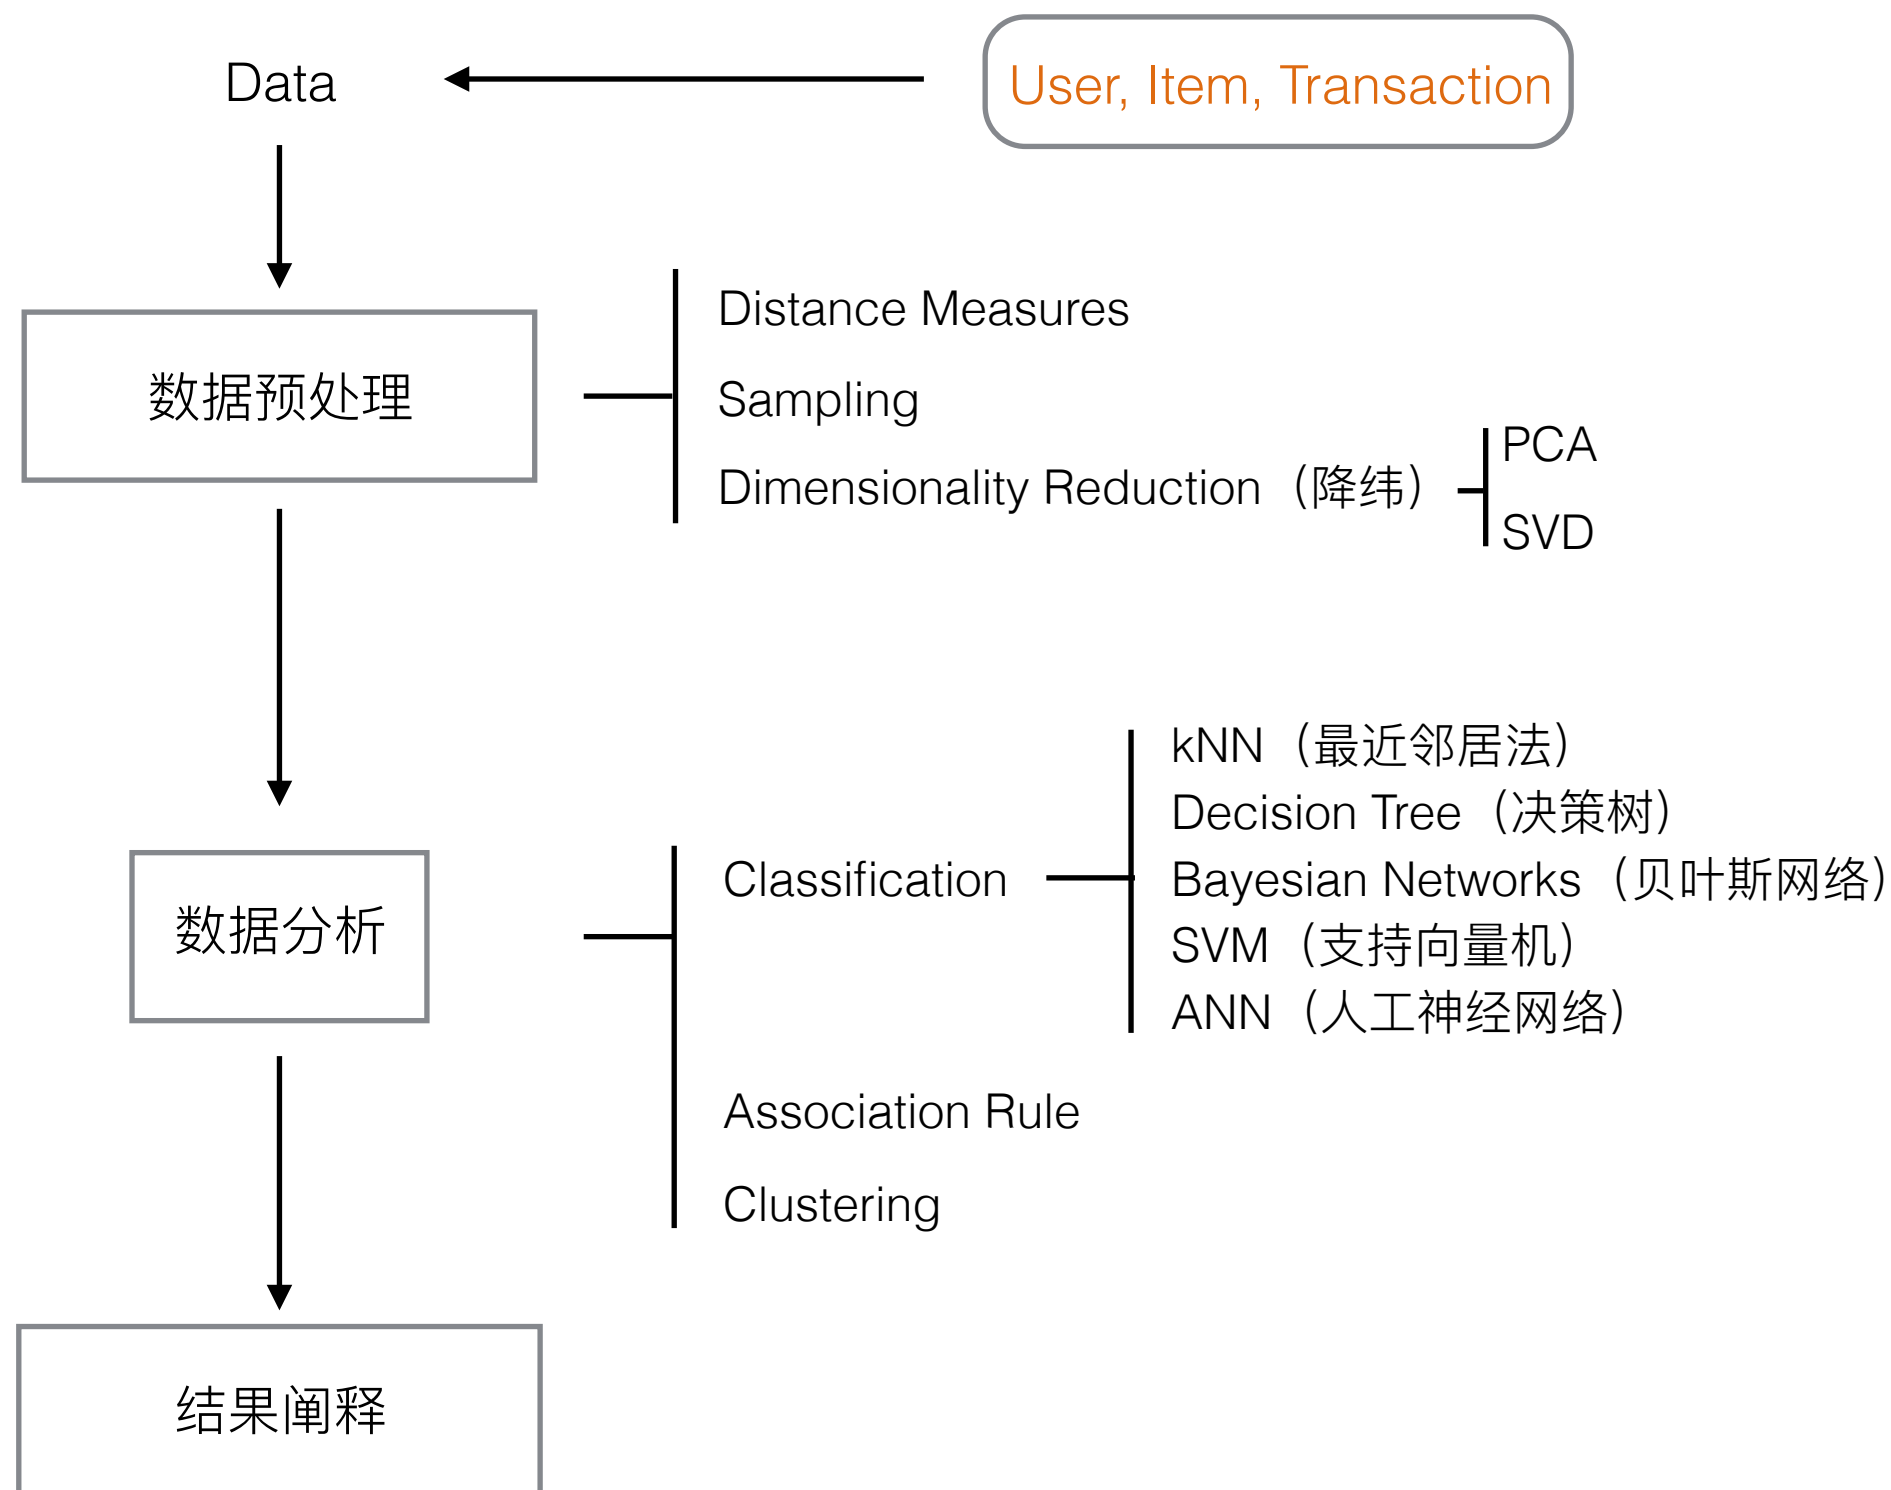 Data
User, Item, Transaction
数据预处理
Distance Measures
Sampling
Dimensionality Reduction（降纬）
PCA
SVD
数据分析
Classification
kNN（最近邻居法）
Decision Tree（决策树）
Bayesian Networks（贝叶斯网络）
SVM（支持向量机）
ANN（人工神经网络）
Association Rule
Clustering
结果阐释